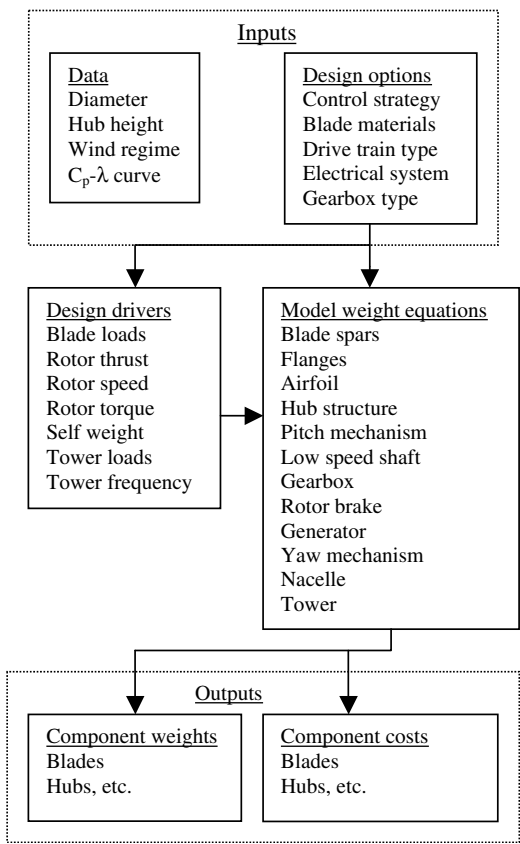 Inputs
Data
Diameter
Hub height
Wind regime
Cp-λ curve
Design options
Control strategy
Blade materials
Drive train type
Electrical system
Gearbox type
Design drivers
Blade loads
Rotor thrust
Rotor speed
Rotor torque
Self weight
Tower loads
Tower frequency
Model weight equations
Blade spars
Flanges
Airfoil
Hub structure
Pitch mechanism
Low speed shaft
Gearbox
Rotor brake
Generator
Yaw mechanism
Nacelle
Tower
Outputs
Component weights
Blades
Hubs, etc.
Component costs
Blades
Hubs, etc.